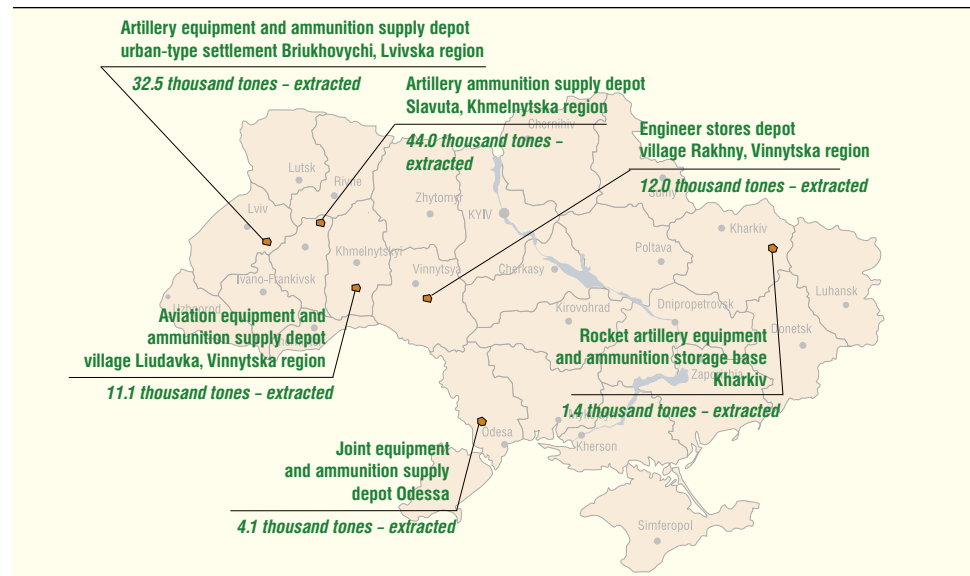 Artillery equipment and ammunition supply depot
urban-type settlement Briukhovychi, Lvivska region
32.5 thousand tones – extracted
Artillery ammunition supply depot
Slavuta, Khmelnytska region
44.0 thousand tones –
extracted
Engineer stores depot
village Rakhny, Vinnytska region
12.0 thousand tones – extracted
Chernihiv
Sumy
Lutsk
Rivne
Zhytomyr
KYIV
Lviv
Kharkiv
Khmelnytskyi
Vinnytsya
Cherkasy
Poltava
Ivano-Frankivsk
Uzhgorod
Kirovohrad
Dnipropetrovsk
Luhansk
Donetsk
Aviation equipment and
ammunition supply depot
village Liudavka, Vinnytska region
11.1 thousand tones – extracted
Rocket artillery equipment
and ammunition storage base
Kharkiv
1.4 thousand tones – extracted
Odesa
Kherson
Joint equipment
and ammunition supply
depot Odessa
4.1 thousand tones – extracted
Simferopol